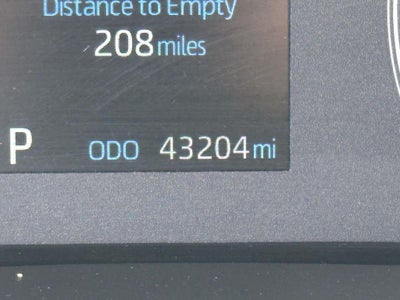 Distance to Empty
208 miles
P ODO 43204 mi